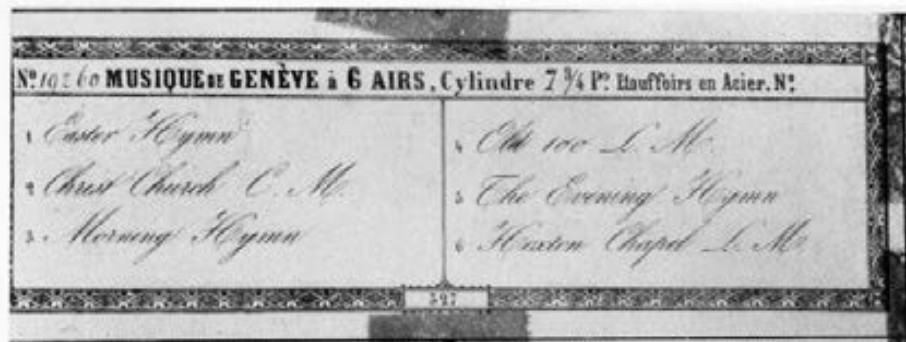 Nº 19260 MUSIQUE DE GENÈVE à 6 AIRS, Cylindre 7 3/4 Pº. Etauffoirs en Acier. Nº
1 Easter Hymn
2 Christ Church C. M.
3. Morning Hymn
4 Old 100 L. M.
5 The Evening Hymn
6 Hoxton Chapel L. M.
527